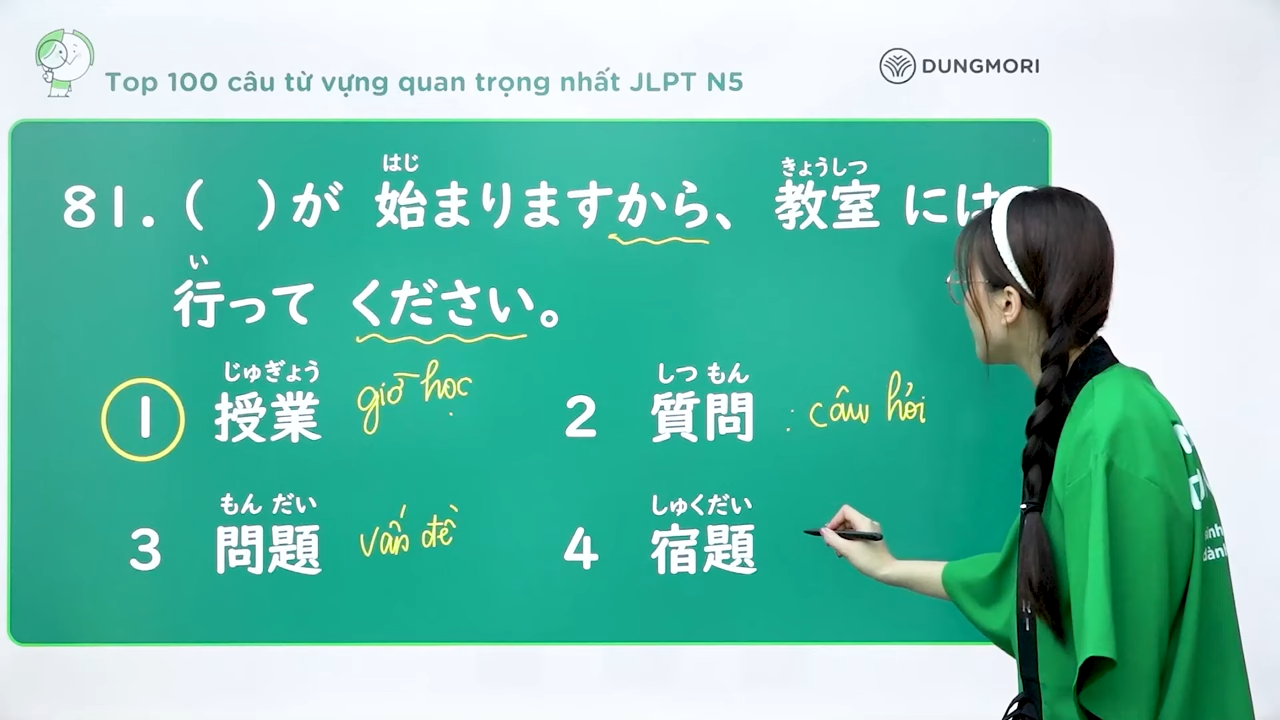 Top 100 câu từ vựng quan trọng nhất JLPT N5
DUNGMORI
はじ きょうしつ
81.( )が 始まりますから、教室 には
い
行って ください。
じゅぎょう
1 授業 giờ học
しつ もん
2 質問 : câu hỏi
もん だい
3 問題 vấn đề
しゅくだい
4 宿題